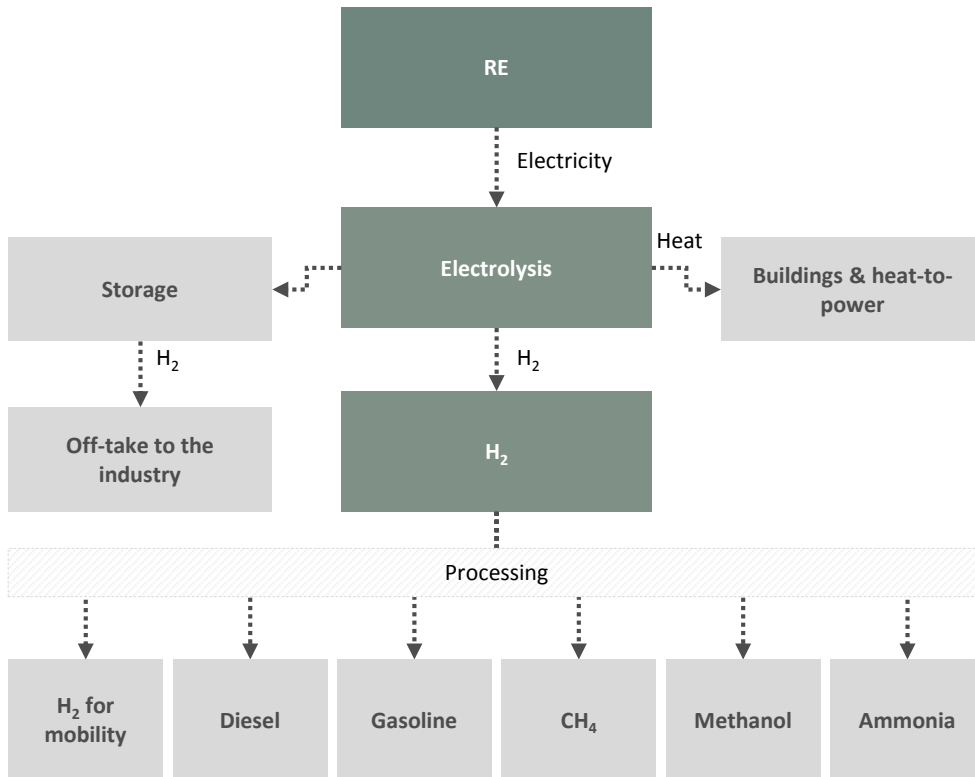 RE
Electricity
Electrolysis
Heat
Storage
Buildings & heat-to-
power
H₂
H₂
Off-take to the
industry
H₂
Processing
H₂ for
mobility
Diesel
Gasoline
CH₄
Methanol
Ammonia